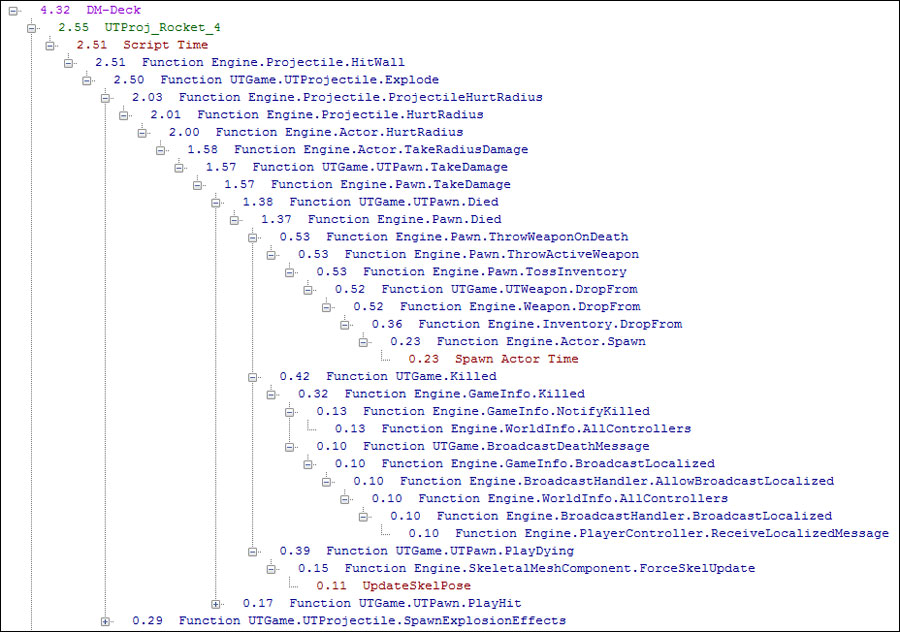 4.32 DM-Deck
2.55 UTProj_Rocket_4
2.51 Script Time
2.51 Function Engine.Projectile.HitWall
2.50 Function UTGame.UTProjectile.Explode
2.03 Function Engine.Projectile.ProjectileHurtRadius
2.01 Function Engine.Projectile.HurtRadius
2.00 Function Engine.Actor.HurtRadius
1.58 Function Engine.Actor.TakeRadiusDamage
1.57 Function UTGame.UTPawn.TakeDamage
1.57 Function Engine.Pawn.TakeDamage
1.38 Function UTGame.UTPawn.Died
1.37 Function Engine.Pawn.Died
0.53 Function Engine.Pawn.ThrowWeaponOnDeath
0.53 Function Engine.Pawn.ThrowActiveWeapon
0.53 Function Engine.Pawn.TossInventory
0.52 Function UTGame.UTWeapon.DropFrom
0.52 Function Engine.Weapon.DropFrom
0.36 Function Engine.Inventory.DropFrom
0.23 Function Engine.Actor.Spawn
0.23 Spawn Actor Time
0.42 Function UTGame.Killed
0.32 Function Engine.GameInfo.Killed
0.13 Function Engine.GameInfo.NotifyKilled
0.13 Function Engine.WorldInfo.AllControllers
0.10 Function UTGame.BroadcastDeathMessage
0.10 Function Engine.GameInfo.BroadcastLocalized
0.10 Function Engine.BroadcastHandler.AllowBroadcastLocalized
0.10 Function Engine.WorldInfo.AllControllers
0.10 Function Engine.BroadcastHandler.BroadcastLocalized
0.10 Function Engine.PlayerController.ReceiveLocalizedMessage
0.39 Function UTGame.UTPawn.PlayDying
0.15 Function Engine.SkeletalMeshComponent.ForceSkelUpdate
0.11 UpdateSkelPose
0.17 Function UTGame.UTPawn.PlayHit
0.29 Function UTGame.UTProjectile.SpawnExplosionEffects